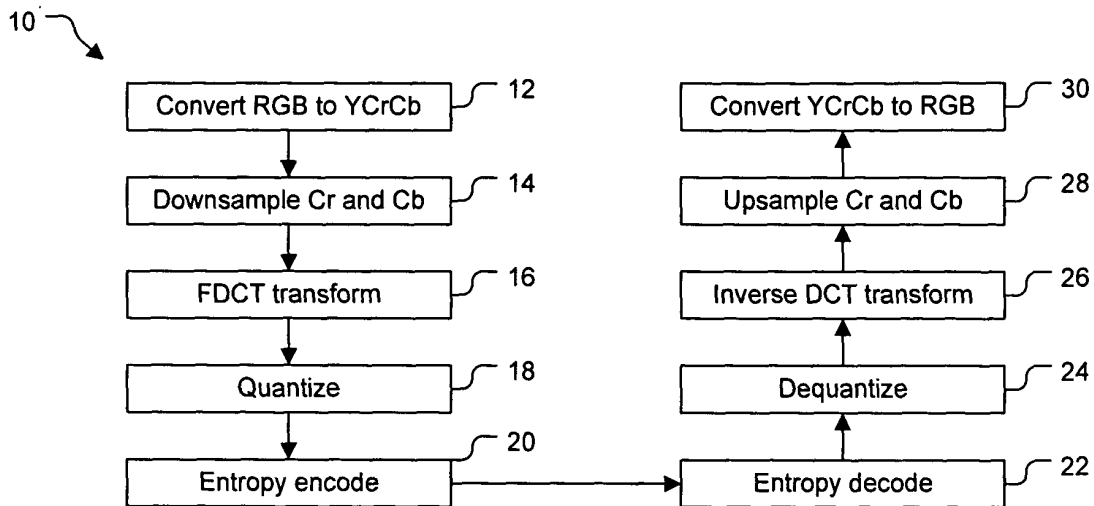 10
Convert RGB to YCrCb
12
Downsample Cr and Cb
14
FDCT transform
16
Quantize
18
Entropy encode
20
Convert YCrCb to RGB
30
Upsample Cr and Cb
28
Inverse DCT transform
26
Dequantize
24
Entropy decode
22